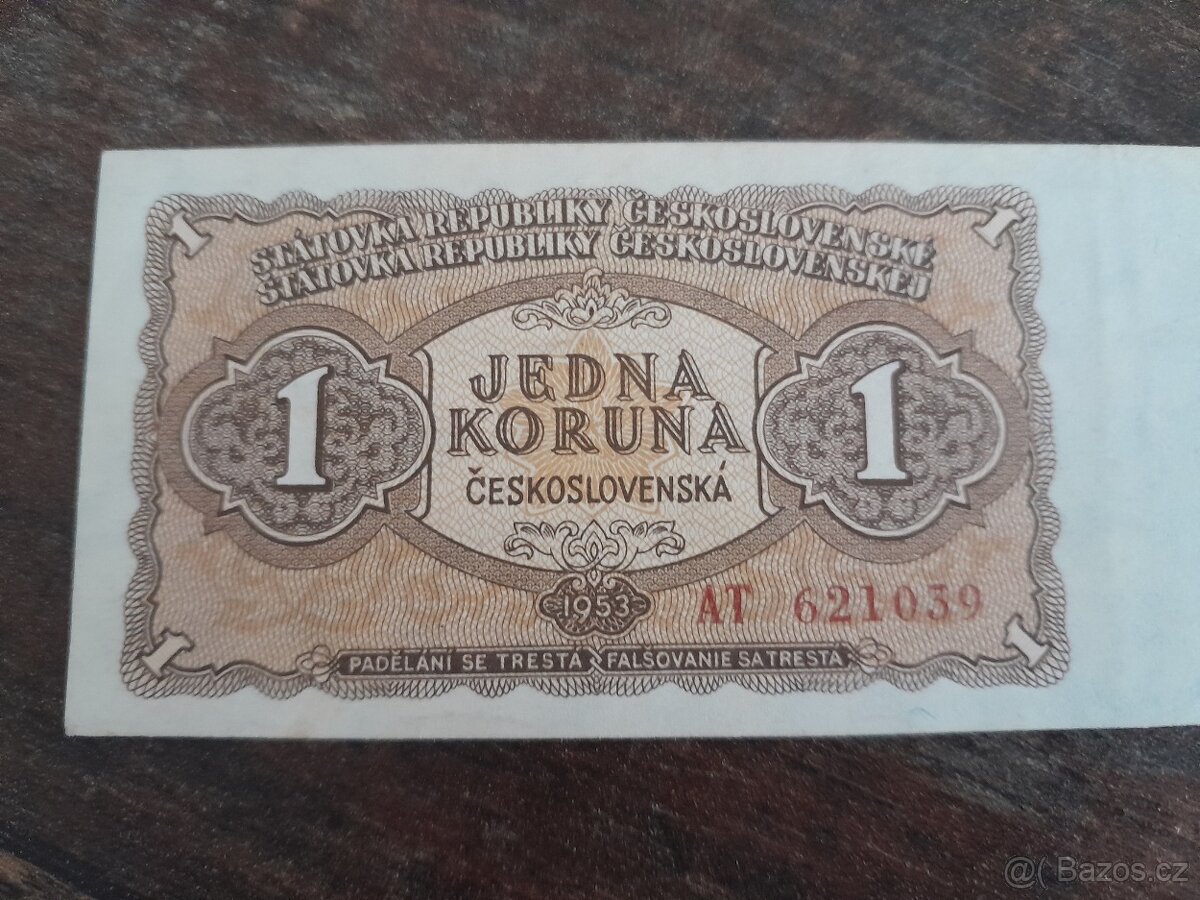 1 1
STÁTOVKA REPUBLIKY ČESKOSLOVENSKÉ
ŠTÁTOVKA REPUBLIKY ČESKOSLOVENSKEJ
JEDNA
1 KORUNA 1
ČESKOSLOVENSKÁ
1953 AT 621039
1 1
PADĚLÁNÍ SE TRESTÁ FALŠOVANIE SA TRESTÁ
@( Bazos.cz